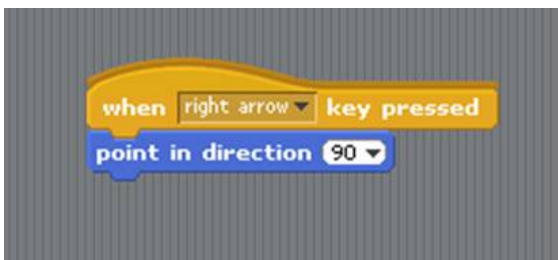 when right arrow key pressed
point in direction 90